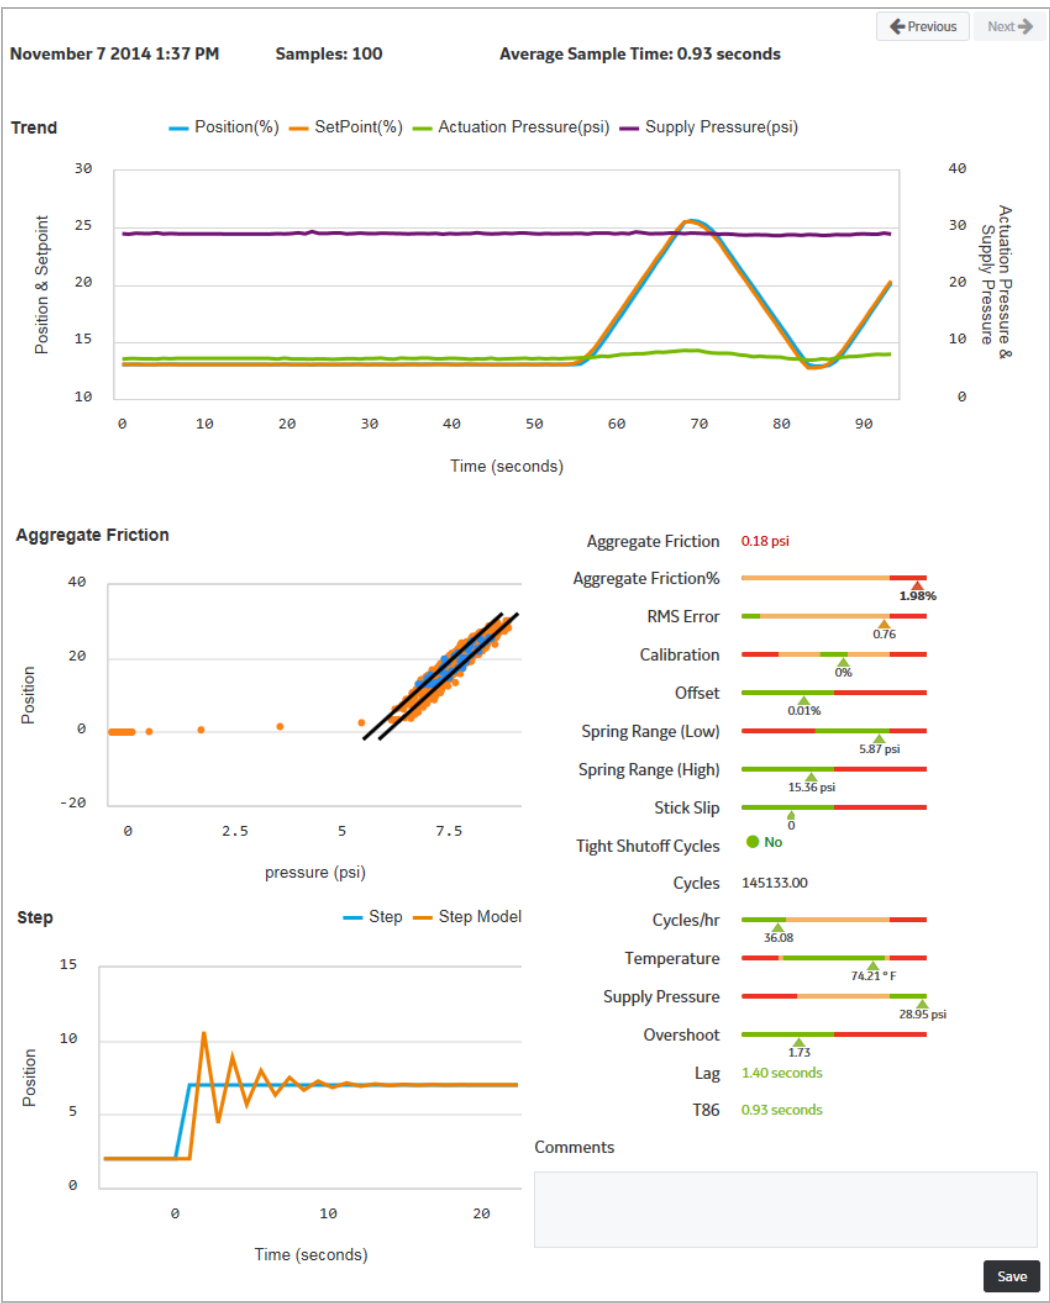 Previous Next
November 7 2014 1:37 PM Samples: 100 Average Sample Time: 0.93 seconds
Trend Position(%) SetPoint(%) Actuation Pressure(psi) Supply Pressure(psi)
30 40
25 30
20 20
15 10
10 0
Position & Setpoint
Actuation Pressure &
Supply Pressure
0 10 20 30 40 50 60 70 80 90
Time (seconds)
Aggregate Friction
40
20
0
-20
Position
0 2.5 5 7.5
pressure (psi)
Step Step Step Model
15
10
5
0
Position
0 10 20
Time (seconds)
Aggregate Friction 0.18 psi
Aggregate Friction%
1.98%
RMS Error
0.76
Calibration
0%
Offset
0.01%
Spring Range (Low)
5.87 psi
Spring Range (High)
15.36 psi
Stick Slip
0
Tight Shutoff Cycles No
Cycles 145133.00
Cycles/hr
36.08
Temperature
74.21 ° F
Supply Pressure
28.95 psi
Overshoot
1.73
Lag 1.40 seconds
T86 0.93 seconds
Comments
Save